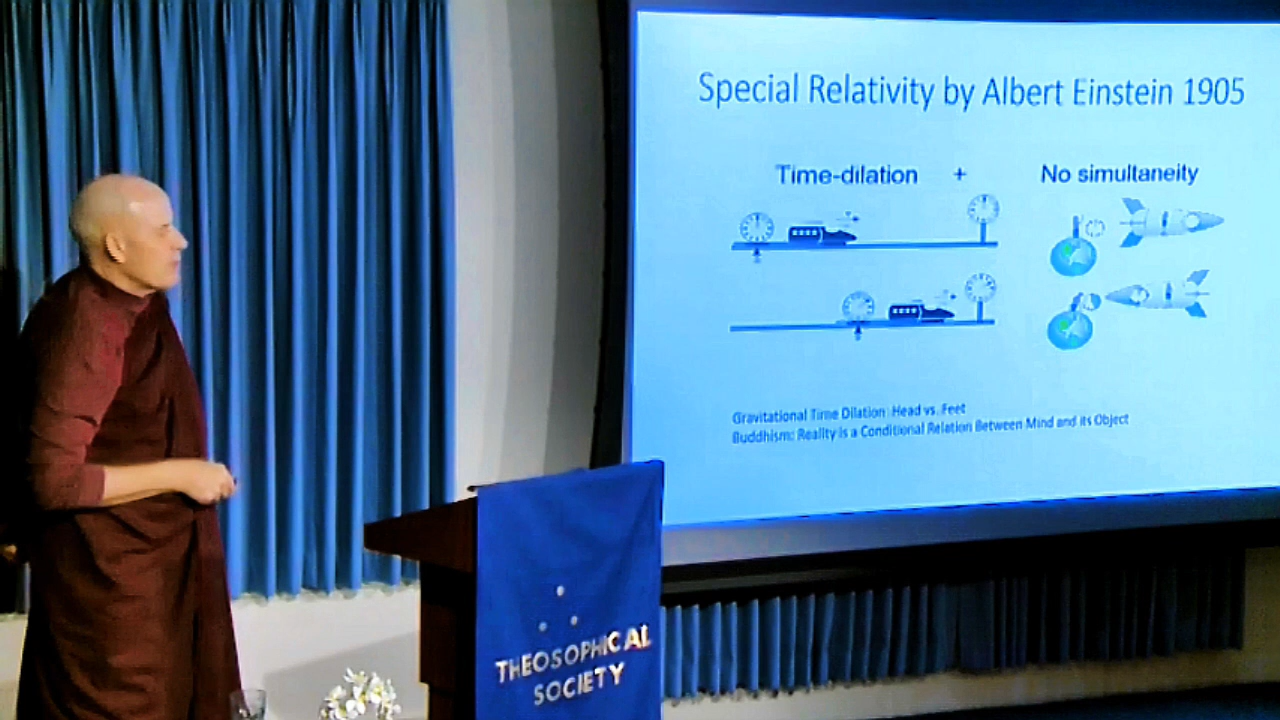 Special Relativity by Albert Einstein 1905
Time-dilation + No simultaneity
Gravitational Time Dilation: Head vs. Feet
Buddhism: Reality is a Conditional Relation Between Mind and its Object
THEOSOPHICAL
SOCIETY